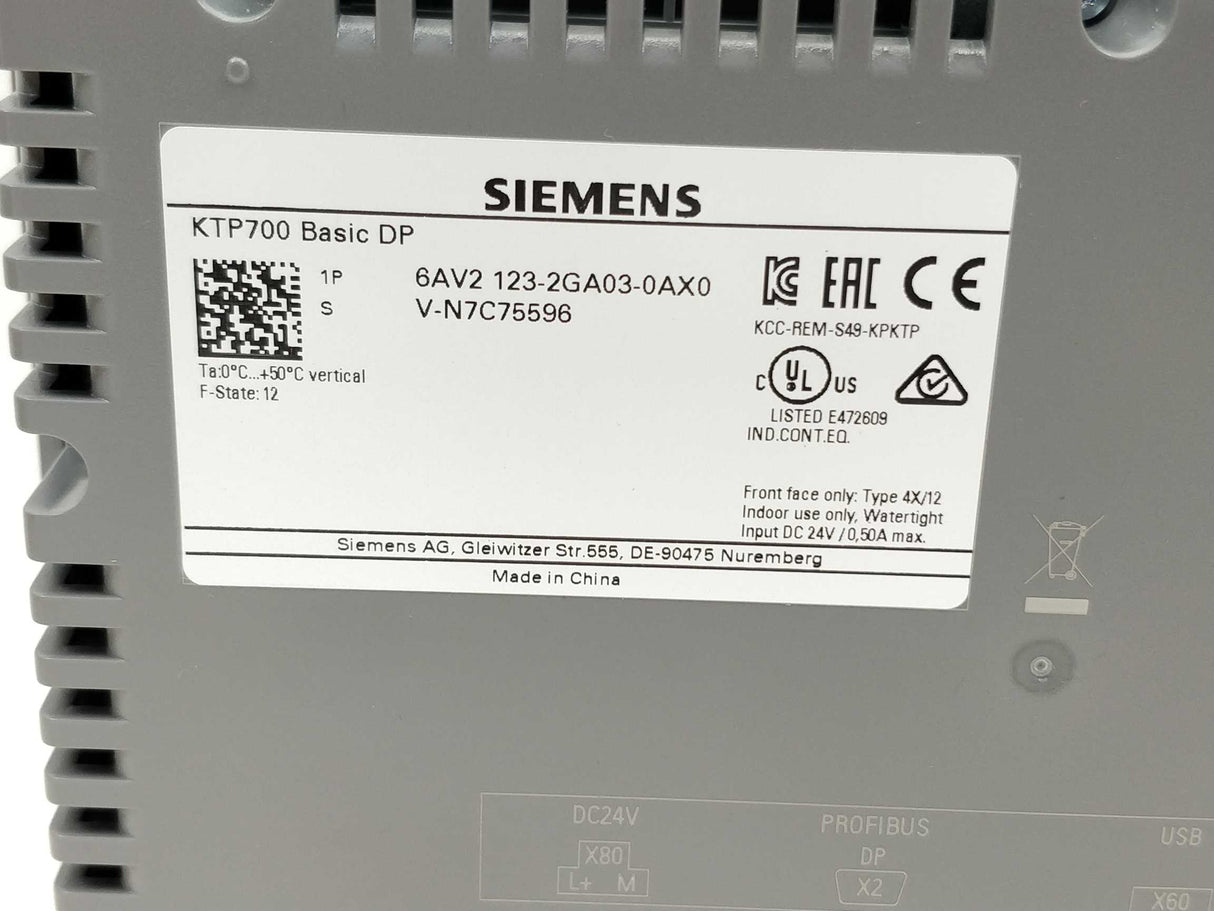 SIEMENS
KTP700 Basic DP
1P 6AV2 123-2GA03-0AX0
S V-N7C75596
Ta:0°C...+50°C vertical
F-State: 12
EAC CE
KCC-REM-S49-KPKTP
C UL US
LISTED E472609
IND.CONT.EQ.
Front face only: Type 4X/12
Indoor use only, Watertight
Input DC 24V / 0,50A max.
Siemens AG, Gleiwitzer Str.555, DE-90475 Nuremberg
Made in China
DC24V
X80
L+ M
PROFIBUS
DP
X2
USB
X60